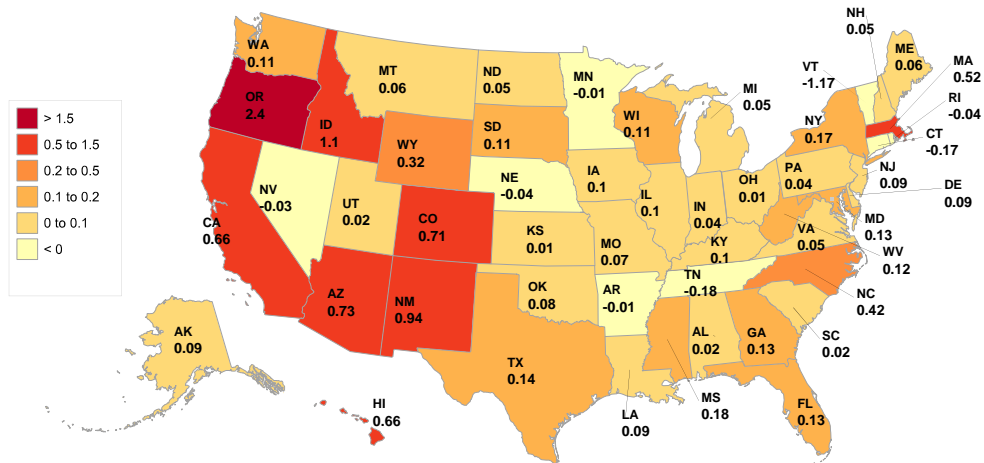 NH
0.05
ME
0.06
MA
0.52
VT
-1.17
RI
-0.04
CT
-0.17
WA
0.11
MT
0.06
ND
0.05
MN
-0.01
MI
0.05
> 1.5
0.5 to 1.5
0.2 to 0.5
0.1 to 0.2
0 to 0.1
< 0
OR
2.4
ID
1.1
WY
0.32
SD
0.11
WI
0.11
NY
0.17
NJ
0.09
DE
0.09
NV
-0.03
UT
0.02
CO
0.71
NE
-0.04
IA
0.1
IL
0.1
IN
0.04
OH
0.01
PA
0.04
MD
0.13
CA
0.66
KS
0.01
MO
0.07
KY
0.1
VA
0.05
WV
0.12
AZ
0.73
NM
0.94
OK
0.08
AR
-0.01
TN
-0.18
NC
0.42
SC
0.02
AK
0.09
TX
0.14
AL
0.02
GA
0.13
MS
0.18
HI
0.66
LA
0.09
FL
0.13